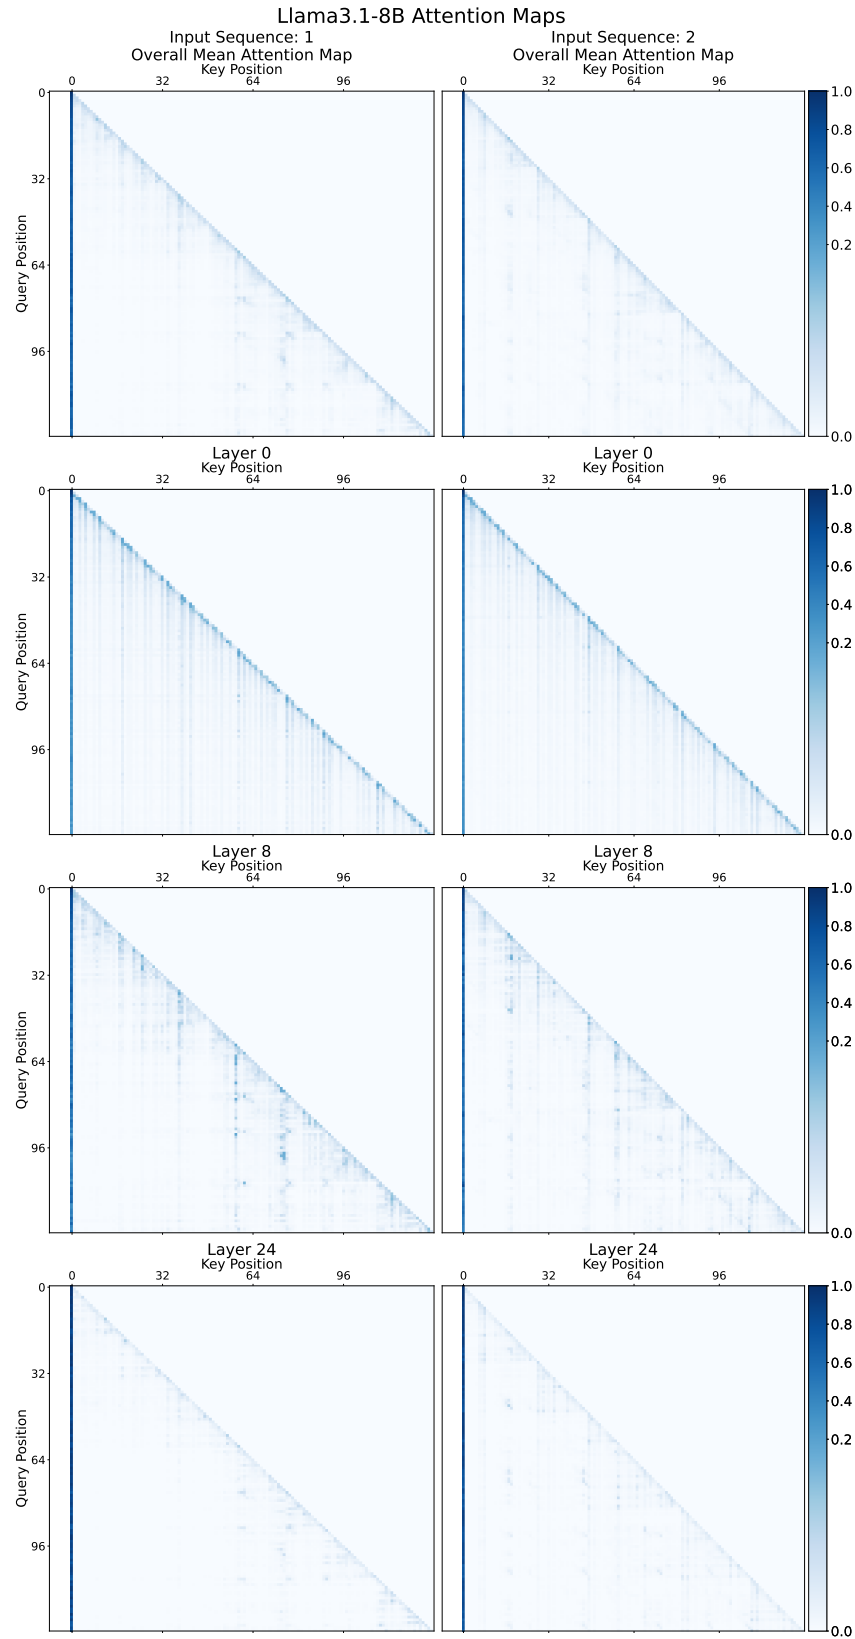 Llama3.1-8B Attention Maps
Input Sequence: 1
Overall Mean Attention Map
Key Position
0 32 64 96
Input Sequence: 2
Overall Mean Attention Map
Key Position
0 32 64 96
Query Position
0
32
64
96
1.0
0.8
0.6
0.4
0.2
0.0
Layer 0
Key Position
0 32 64 96
Layer 0
Key Position
0 32 64 96
Query Position
0
32
64
96
1.0
0.8
0.6
0.4
0.2
0.0
Layer 8
Key Position
0 32 64 96
Layer 8
Key Position
0 32 64 96
Query Position
0
32
64
96
1.0
0.8
0.6
0.4
0.2
0.0
Layer 24
Key Position
0 32 64 96
Layer 24
Key Position
0 32 64 96
Query Position
0
32
64
96
1.0
0.8
0.6
0.4
0.2
0.0